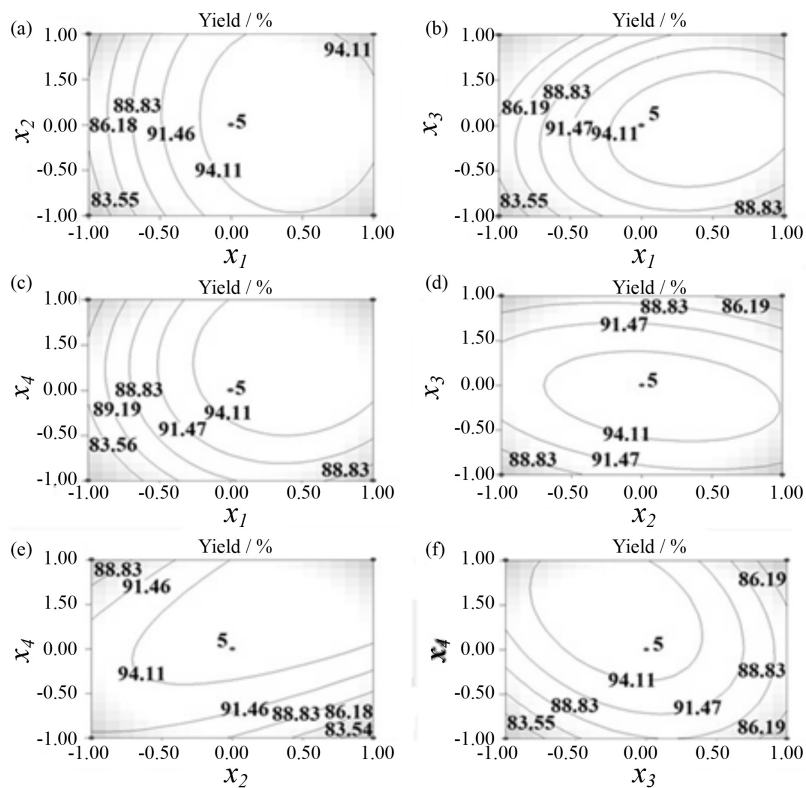 (a) Yield / %
1.00
94.11
1.50
88.83
x2 0.00 86.18 91.46 5
-0.50 94.11
83.55
-1.00
-1.00 -0.50 0.00 0.50 1.00
x1
(b) Yield / %
1.00
1.50
88.83
86.19 5
x3 0.00 91.47 94.11
-0.50
83.55 88.83
-1.00
-1.00 -0.50 0.00 0.50 1.00
x1
(c) Yield / %
1.00
1.50
x4 0.00 88.83 5
89.19 94.11
-0.50 91.47
83.56
88.83
-1.00
-1.00 -0.50 0.00 0.50 1.00
x1
(d) Yield / %
1.00 88.83 86.19
91.47
1.50
x3 0.00 5
-0.50 94.11
88.83 91.47
-1.00
-1.00 -0.50 0.00 0.50 1.00
x2
(e) Yield / %
1.00
88.83
91.46
1.50
x4 0.00 5
94.11
-0.50
91.46 88.83 86.18
83.54
-1.00
-1.00 -0.50 0.00 0.50 1.00
x2
(f) Yield / %
1.00
86.19
1.50
x4 0.00 5
94.11 88.83
-0.50
88.83 91.47
83.55 86.19
-1.00
-1.00 -0.50 0.00 0.50 1.00
x3